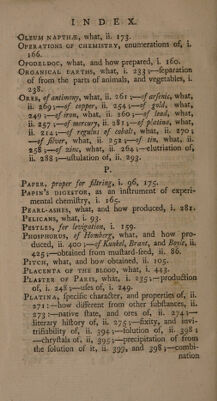 INDEX.
OLEUM NAPTHÆ, what, ii. 173.
OPERATIONS OF CHEMISTRY, enumerations of, i.
166.
OPODELDOC, what, and how prepared, i. 160.
ORGANICAL EARTHS, what, i. 233;—separation
of from the parts of animals, and vegetables, i.
238.
ORES, of antimony, what, ii. 261;—of arsenic, what,
ii. 269;—of copper, ii. 254;—of gold, what,
249;—of iron, what, ii. 260;—of lead, what,
ii. 257;—of mercury, ii. 281;—of platina, what,
ii. 214;—of regulus of cobalt, what, ii. 270;
—of silver, what, ii. 252;—of tin, what, ii.
258;—of zinc, what, ii. 264;—elutriation of,
ii. 288;—ustulation of, ii. 293.
P.
PAPER, proper for filtring, i. 96, 175.
PAPIN'S DIGESTOR, as an instrument of experi-
mental chemistry, i. 165.
PEARL-ASHES, what, and how produced, i. 281.
PELICANS, what, i. 93.
PESTLES, for levigation, i. 159.
PHOSPHORUS, of Homberg, what, and how pro-
duced, ii. 400;—of Kunkel, Brant, and Boyle, ii.
425;—obtained from mustard-seed, ii. 86.
PITCH, what, and how obtained, ii. 105.
PLACENTA OF THE BLOOD, what, i. 443.
PLASTER OF PARIS, what, i. 235;—production
of, i. 248;—uses of, i. 249.
PLATINA, specific character, and properties of, ii.
271:—how different from other substances, ii.
273:—native state, and ores of, ii. 274;—
literary history of, ii. 275—fixity, and invi-
trifisibility of, ii. 394;—solution of, ii. 398;
—chrystals of, ii. 395;—precipitation of from
the solution of it, ii. 399, and 398;—combi-
nation